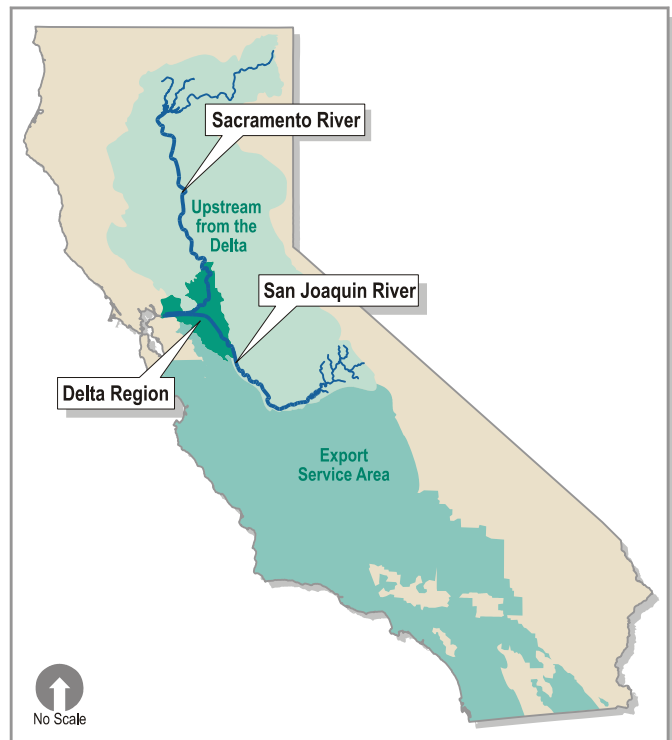 Sacramento River
Upstream
from the
Delta
San Joaquin River
Delta Region
Export
Service Area
No Scale